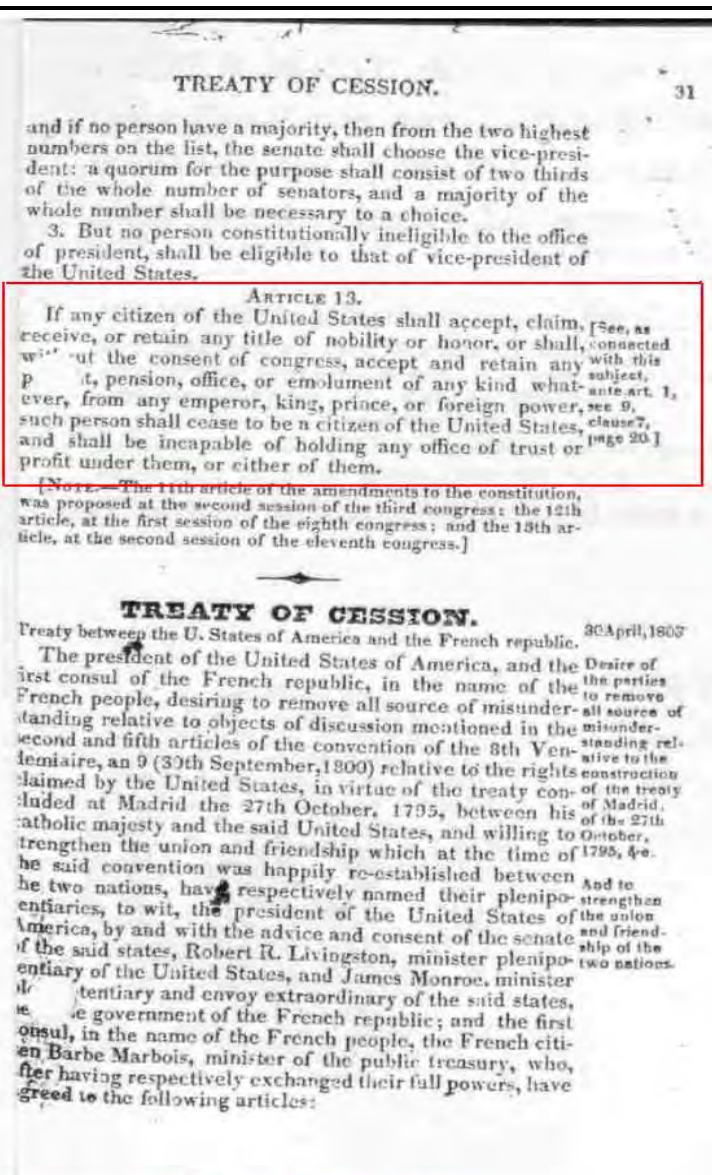 TREATY OF CESSION.
31
and if no person have a majority, then from the two highest
numbers on the list, the senate shall choose the vice-presi-
dent: a quorum for the purpose shall consist of two thirds
of the whole number of senators, and a majority of the
whole number shall be necessary to a choice.
3. But no person constitutionally ineligible to the office
of president, shall be eligible to that of vice-president of
the United States.
ARTICLE 13.
If any citizen of the United States shall accept, claim,
receive, or retain any title of nobility or honor, or shall,
ut the consent of congress, accept and retain any
t, pension, office, or emolument of any kind what-
ever, from any emperor, king, prince, or foreign power,
such person shall cease to be a citizen of the United States,
and shall be incapable of holding any office of trust or
profit under them, or either of them.
[See, as
connected
with this
subject,
ante art. 1,
see 9,
clause 7,
page 20.]
[NOTE.—The 11th article of the amendments to the constitution,
was proposed at the second session of the third congress; the 12th
article, at the first session of the eighth congress; and the 13th ar-
ticle, at the second session of the eleventh congress.]
TREATY OF CESSION.
Treaty between the U. States of America and the French republic.
30 April, 1803
The president of the United States of America, and the
irst consul of the French republic, in the name of the
French people, desiring to remove all source of misunder-
tanding relative to objects of discussion mentioned in the
second and fifth articles of the convention of the 8th Ven-
demiaire, an 9 (30th September, 1800) relative to the rights
claimed by the United States, in virtue of the treaty con-
cluded at Madrid the 27th October, 1795, between his
catholic majesty and the said United States, and willing to
trengthen the union and friendship which at the time of
he said convention was happily re-established between
he two nations, have respectively named their plenipo-
entiaries, to wit, the president of the United States of
America, by and with the advice and consent of the senate
of the said states, Robert R. Livingston, minister plenipo-
entiary of the United States, and James Monroe, minister
tentiary and envoy extraordinary of the said states,
e government of the French republic; and the first
onsul, in the name of the French people, the French citi-
en Barbe Marbois, minister of the public treasury, who,
fter having respectively exchanged their full powers, have
greed to the following articles:
Desire of
the parties
to remove
all source of
misunder-
standing rel-
ative to the
construction
of the treaty
of Madrid,
of the 27th
October,
1795, &c.
And to
strengthen
the union
and friend-
ship of the
two nations.